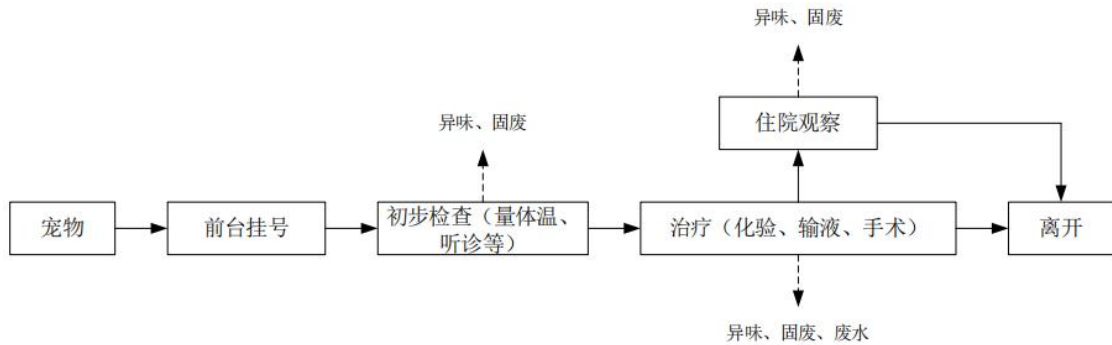 异味、固废
住院观察
异味、固废
宠物
前台挂号
初步检查（量体温、
听诊等）
治疗（化验、输液、手术）
离开
异味、固废、废水